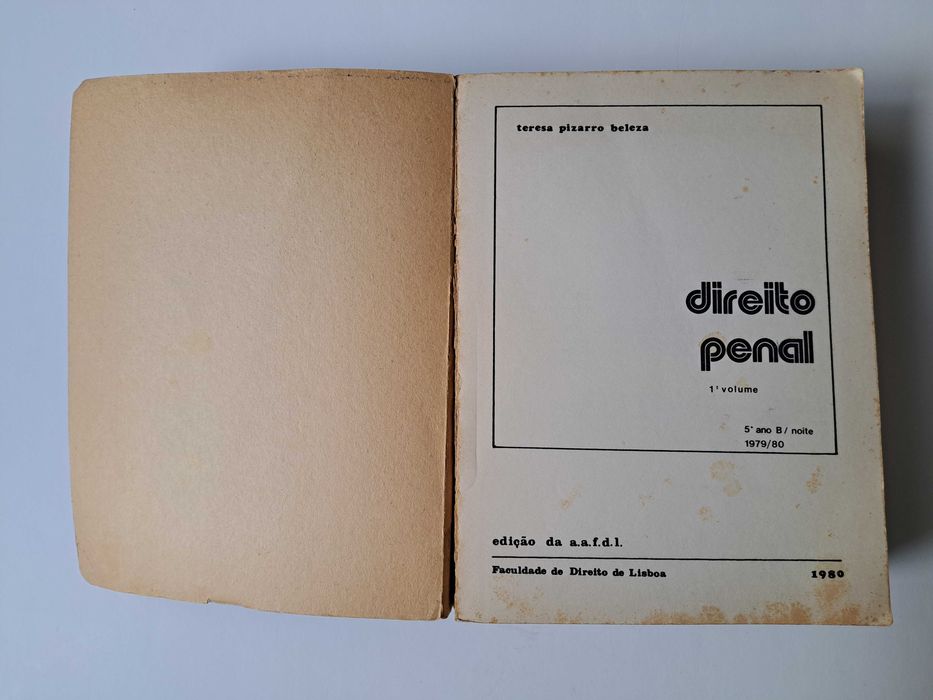 teresa pizarro beleza
direito
penal
1º volume
5º ano B / noite
1979/80
edição da a.a.f.d.l.
Faculdade de Direito de Lisboa 1980